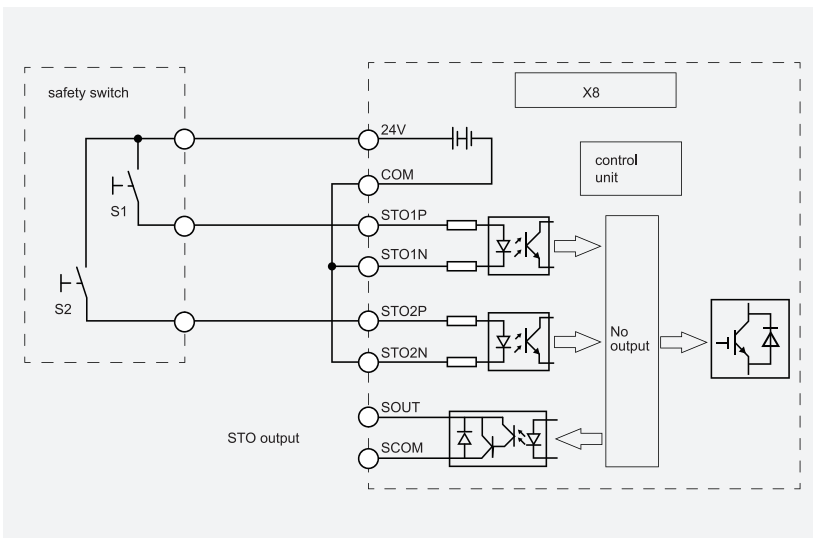 safety switch
X8
24V
control
unit
COM
S1
STO1P
STO1N
S2
STO2P
No
output
STO2N
SOUT
STO output
SCOM